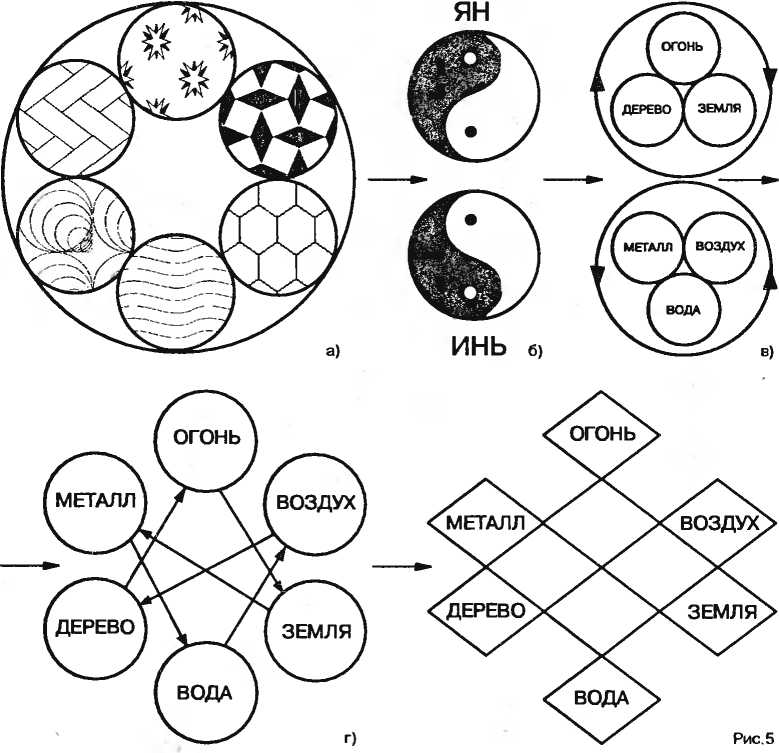 ЯН
ОГОНЬ
ДЕРЕВО
ЗЕМЛЯ
МЕТАЛЛ
ВОЗДУХ
ВОДА
а)
ИНЬ
б)
в)
ОГОНЬ
МЕТАЛЛ
ВОЗДУХ
ДЕРЕВО
ЗЕМЛЯ
ВОДА
г)
ОГОНЬ
МЕТАЛЛ
ВОЗДУХ
ДЕРЕВО
ЗЕМЛЯ
ВОДА
Рис.5